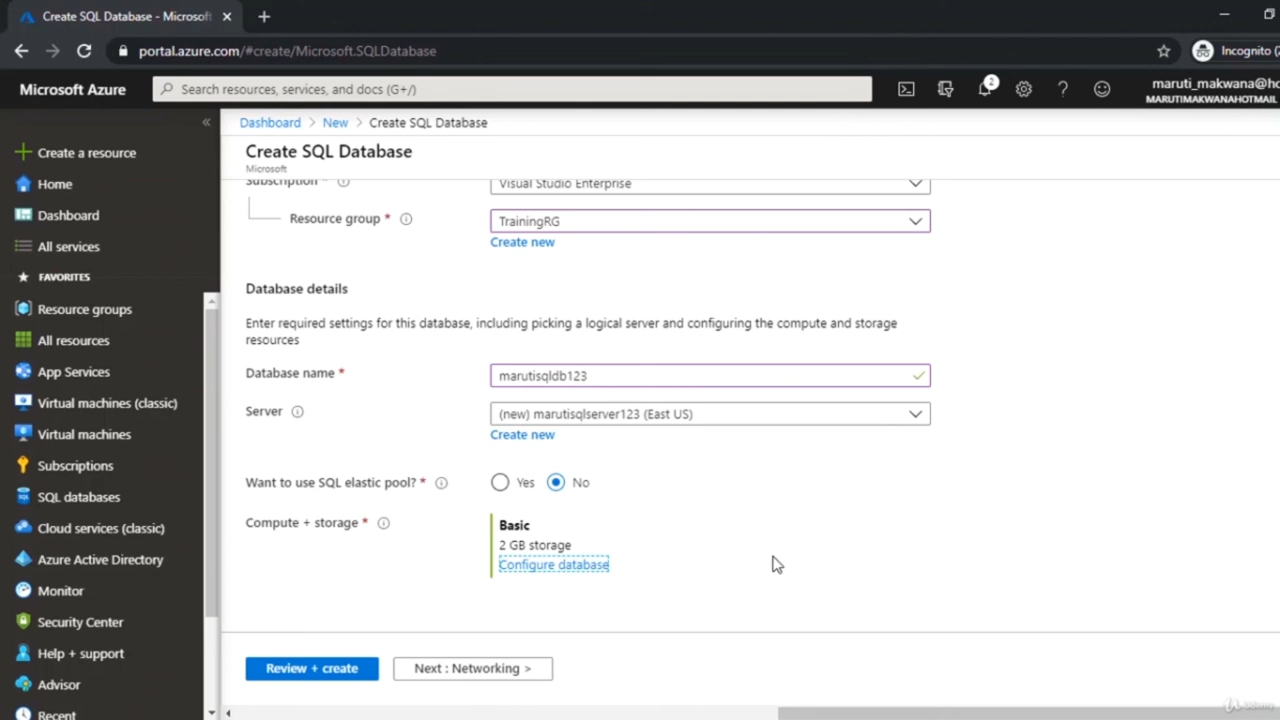 Create SQL Database - Microsoft
portal.azure.com/#create/Microsoft.SQLDatabase
Incognito (2
Microsoft Azure
Search resources, services, and docs (G+/)
2
maruti_makwana@ho
MARUTIMAKWANAHOTMAIL
Create a resource
Home
Dashboard
All services
FAVORITES
Resource groups
All resources
App Services
Virtual machines (classic)
Virtual machines
Subscriptions
SQL databases
Cloud services (classic)
Azure Active Directory
Monitor
Security Center
Help + support
Advisor
Recent
Dashboard > New > Create SQL Database
Create SQL Database
Microsoft
Subscription * Visual Studio Enterprise
Resource group * TrainingRG
Create new
Database details
Enter required settings for this database, including picking a logical server and configuring the compute and storage
resources
Database name * marutisqldb123
Server (new) marutisqlserver123 (East US)
Create new
Want to use SQL elastic pool? * Yes No
Compute + storage * Basic
2 GB storage
Configure database
Review + create Next : Networking >
Udemy